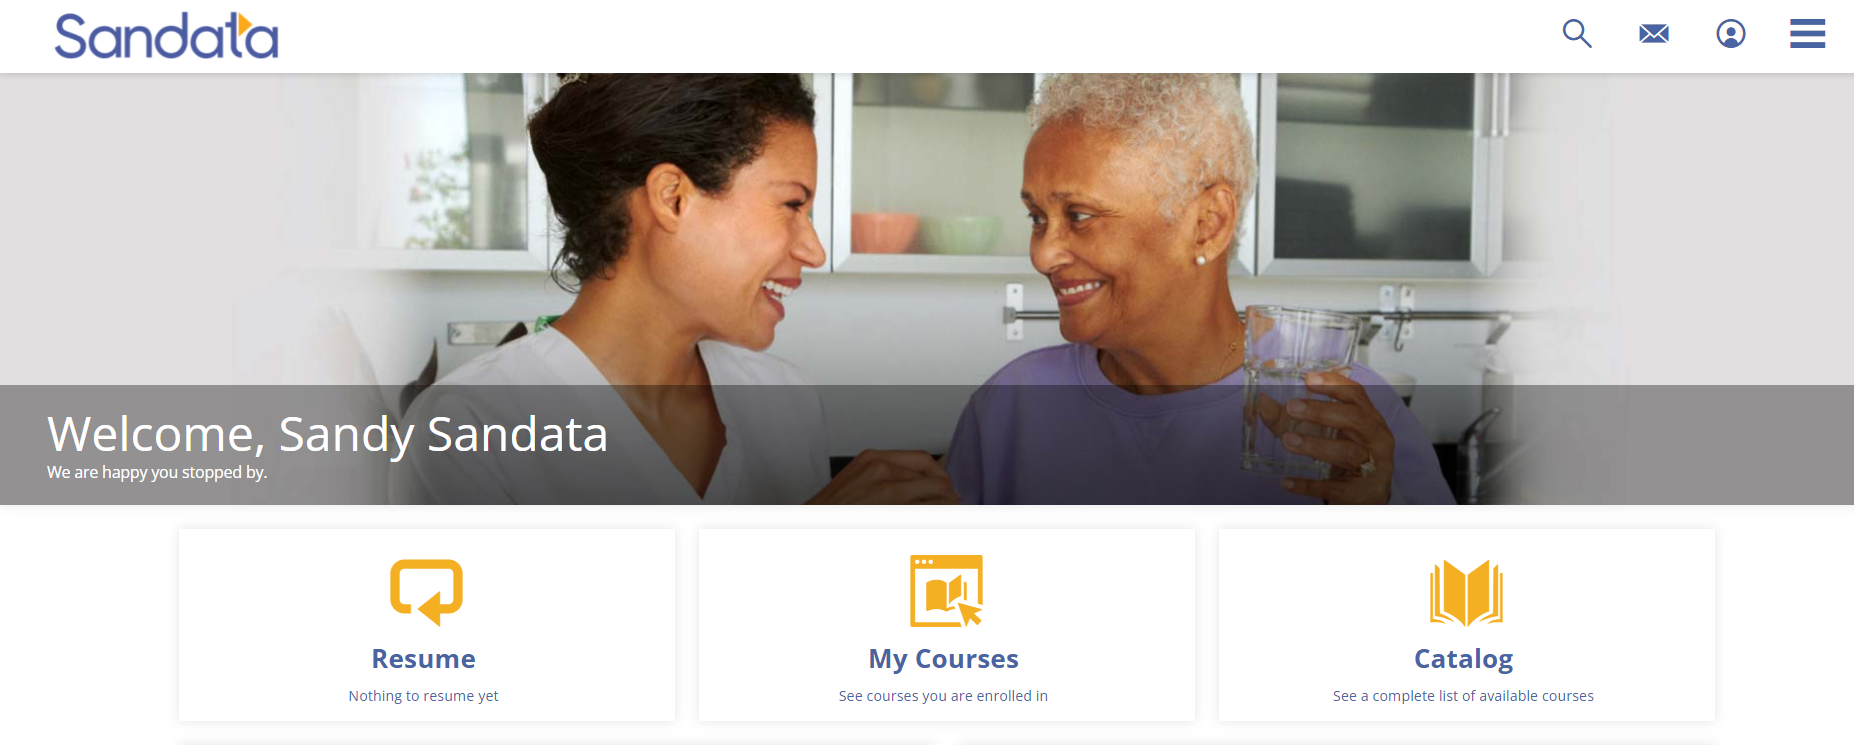 Sandata
Welcome, Sandy Sandata
We are happy you stopped by.
Resume
Nothing to resume yet
My Courses
See courses you are enrolled in
Catalog
See a complete list of available courses